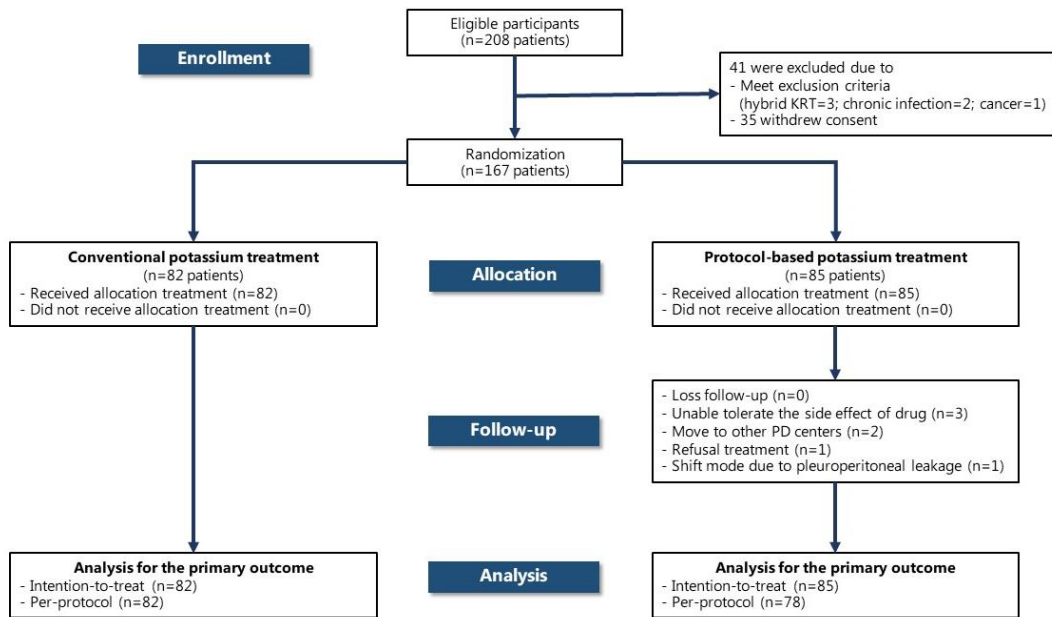 Eligible participants
(n=208 patients)
Enrollment
41 were excluded due to
- Meet exclusion criteria
(hybrid KRT=3; chronic infection=2; cancer=1)
- 35 withdrew consent
Randomization
(n=167 patients)
Conventional potassium treatment
(n=82 patients)
- Received allocation treatment (n=82)
- Did not receive allocation treatment (n=0)
Allocation
Protocol-based potassium treatment
(n=85 patients)
- Received allocation treatment (n=85)
- Did not receive allocation treatment (n=0)
Follow-up
- Loss follow-up (n=0)
- Unable tolerate the side effect of drug (n=3)
- Move to other PD centers (n=2)
- Refusal treatment (n=1)
- Shift mode due to pleuroperitoneal leakage (n=1)
Analysis for the primary outcome
- Intention-to-treat (n=82)
- Per-protocol (n=82)
Analysis
Analysis for the primary outcome
- Intention-to-treat (n=85)
- Per-protocol (n=78)